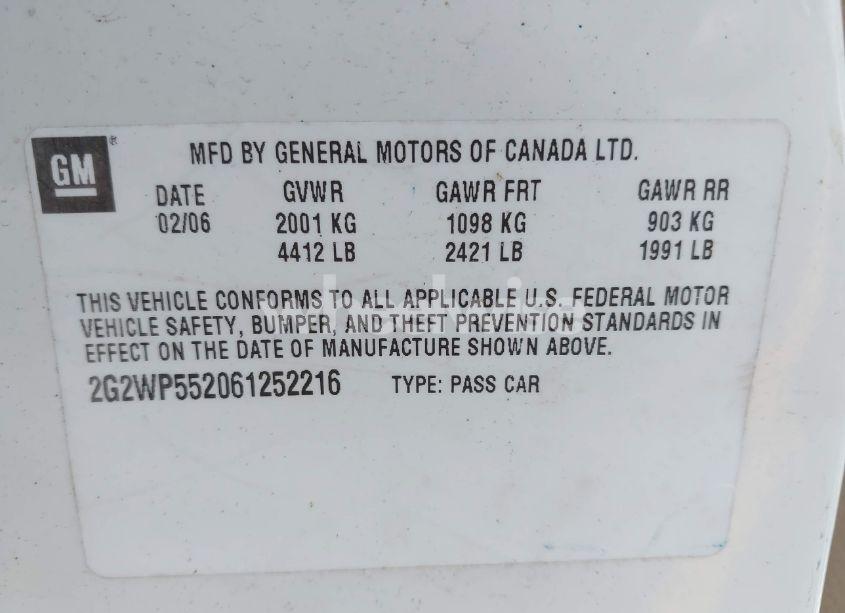 GM®
MFD BY GENERAL MOTORS OF CANADA LTD.
DATE GVWR GAWR FRT GAWR RR
02/06 2001 KG 1098 KG 903 KG
4412 LB 2421 LB 1991 LB
THIS VEHICLE CONFORMS TO ALL APPLICABLE U.S. FEDERAL MOTOR
VEHICLE SAFETY, BUMPER, AND THEFT PREVENTION STANDARDS IN
EFFECT ON THE DATE OF MANUFACTURE SHOWN ABOVE.
2G2WP552061252216 TYPE: PASS CAR